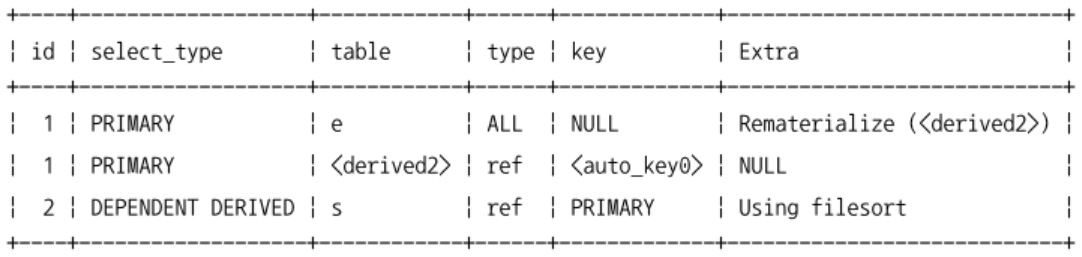 +----+-------------------+------------+------+-------------+------------------------------+
¦ id ¦ select_type ¦ table ¦ type ¦ key ¦ Extra ¦
+----+-------------------+------------+------+-------------+------------------------------+
¦ 1 ¦ PRIMARY ¦ e ¦ ALL ¦ NULL ¦ Rematerialize (<derived2>) ¦
¦ 1 ¦ PRIMARY ¦ <derived2> ¦ ref ¦ <auto_key0> ¦ NULL ¦
¦ 2 ¦ DEPENDENT DERIVED ¦ s ¦ ref ¦ PRIMARY ¦ Using filesort ¦
+----+-------------------+------------+------+-------------+------------------------------+